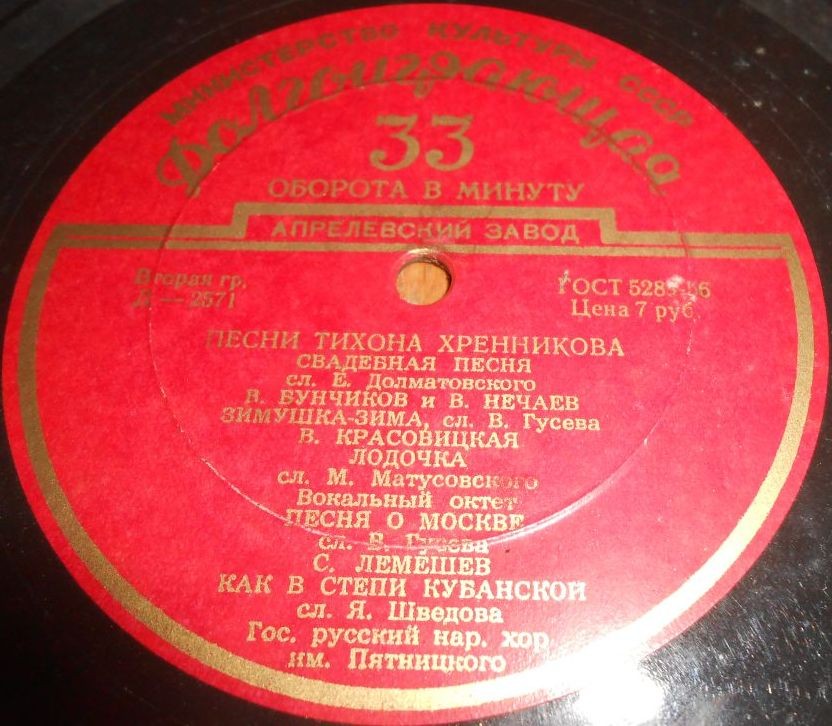 МИНИСТЕРСТВО КУЛЬТУРЫ СССР
Долгоиграющая
33
ОБОРОТА В МИНУТУ
АПРЕЛЕВСКИЙ ЗАВОД
Вторая гр.
Д — 2571
ГОСТ 5289-56
Цена 7 руб.
ПЕСНИ ТИХОНА ХРЕННИКОВА
СВАДЕБНАЯ ПЕСНЯ
сл. Е. Долматовского
В. БУНЧИКОВ и В. НЕЧАЕВ
ЗИМУШКА-ЗИМА, сл. В. Гусева
В. КРАСОВИЦКАЯ
ЛОДОЧКА
сл. М. Матусовского
Вокальный октет
ПЕСНЯ О МОСКВЕ
сл. В. Гусева
С. ЛЕМЕШЕВ
КАК В СТЕПИ КУБАНСКОЙ
сл. Я. Шведова
Гос. русский нар. хор
им. Пятницкого